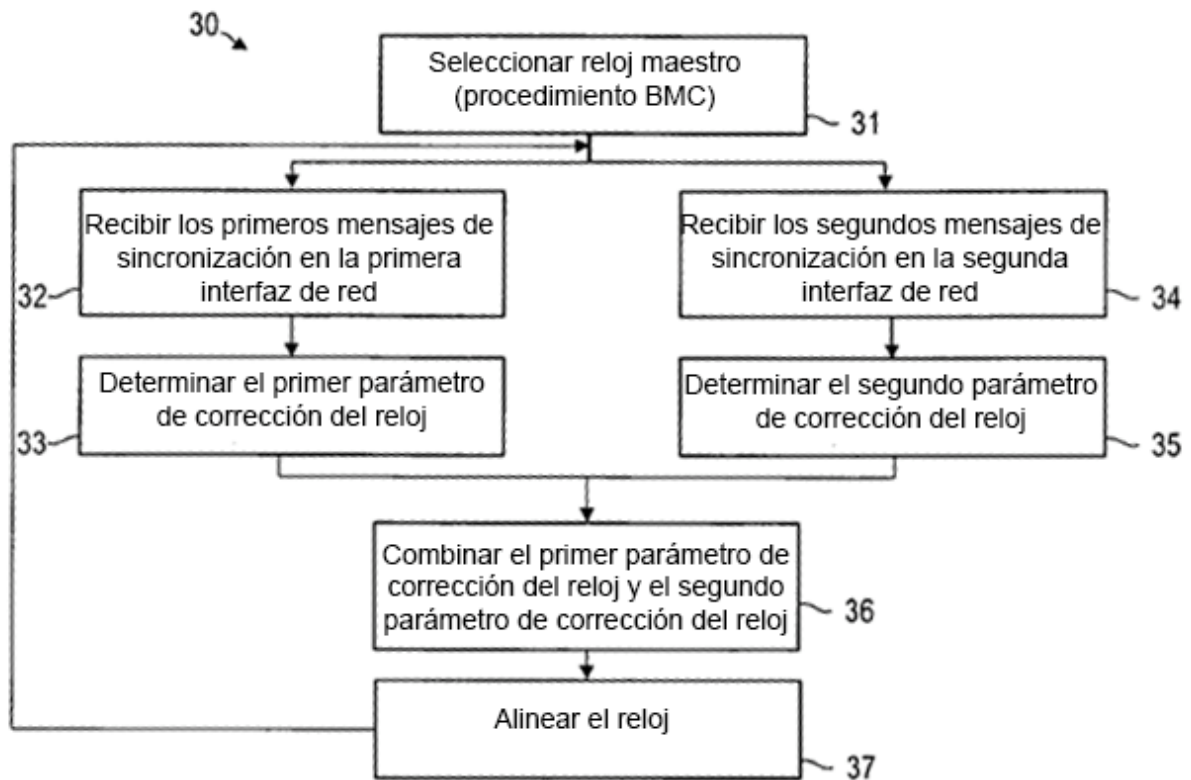 30
Seleccionar reloj maestro
(procedimiento BMC)
31
Recibir los primeros mensajes de
sincronización en la primera
interfaz de red
32
Recibir los segundos mensajes de
sincronización en la segunda
interfaz de red
34
Determinar el primer parámetro
de corrección del reloj
33
Determinar el segundo parámetro
de corrección del reloj
35
Combinar el primer parámetro de
corrección del reloj y el segundo
parámetro de corrección del reloj
36
Alinear el reloj
37